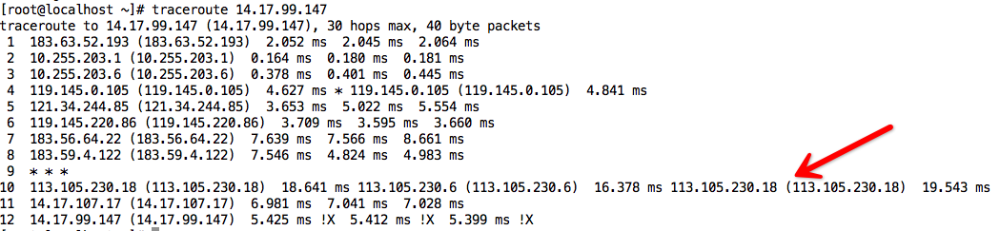 [root@localhost ~]# traceroute 14.17.99.147
traceroute to 14.17.99.147 (14.17.99.147), 30 hops max, 40 byte packets
1 183.63.52.193 (183.63.52.193) 2.052 ms 2.045 ms 2.064 ms
2 10.255.203.1 (10.255.203.1) 0.164 ms 0.180 ms 0.181 ms
3 10.255.203.6 (10.255.203.6) 0.378 ms 0.401 ms 0.445 ms
4 119.145.0.105 (119.145.0.105) 4.627 ms * 119.145.0.105 (119.145.0.105) 4.841 ms
5 121.34.244.85 (121.34.244.85) 3.653 ms 5.022 ms 5.554 ms
6 119.145.220.86 (119.145.220.86) 3.709 ms 3.595 ms 3.660 ms
7 183.56.64.22 (183.56.64.22) 7.639 ms 7.566 ms 8.661 ms
8 183.59.4.122 (183.59.4.122) 7.546 ms 4.824 ms 4.983 ms
9 * * *
10 113.105.230.18 (113.105.230.18) 18.641 ms 113.105.230.6 (113.105.230.6) 16.378 ms 113.105.230.18 (113.105.230.18) 19.543 ms
11 14.17.107.17 (14.17.107.17) 6.981 ms 7.041 ms 7.028 ms
12 14.17.99.147 (14.17.99.147) 5.425 ms !X 5.412 ms !X 5.399 ms !X